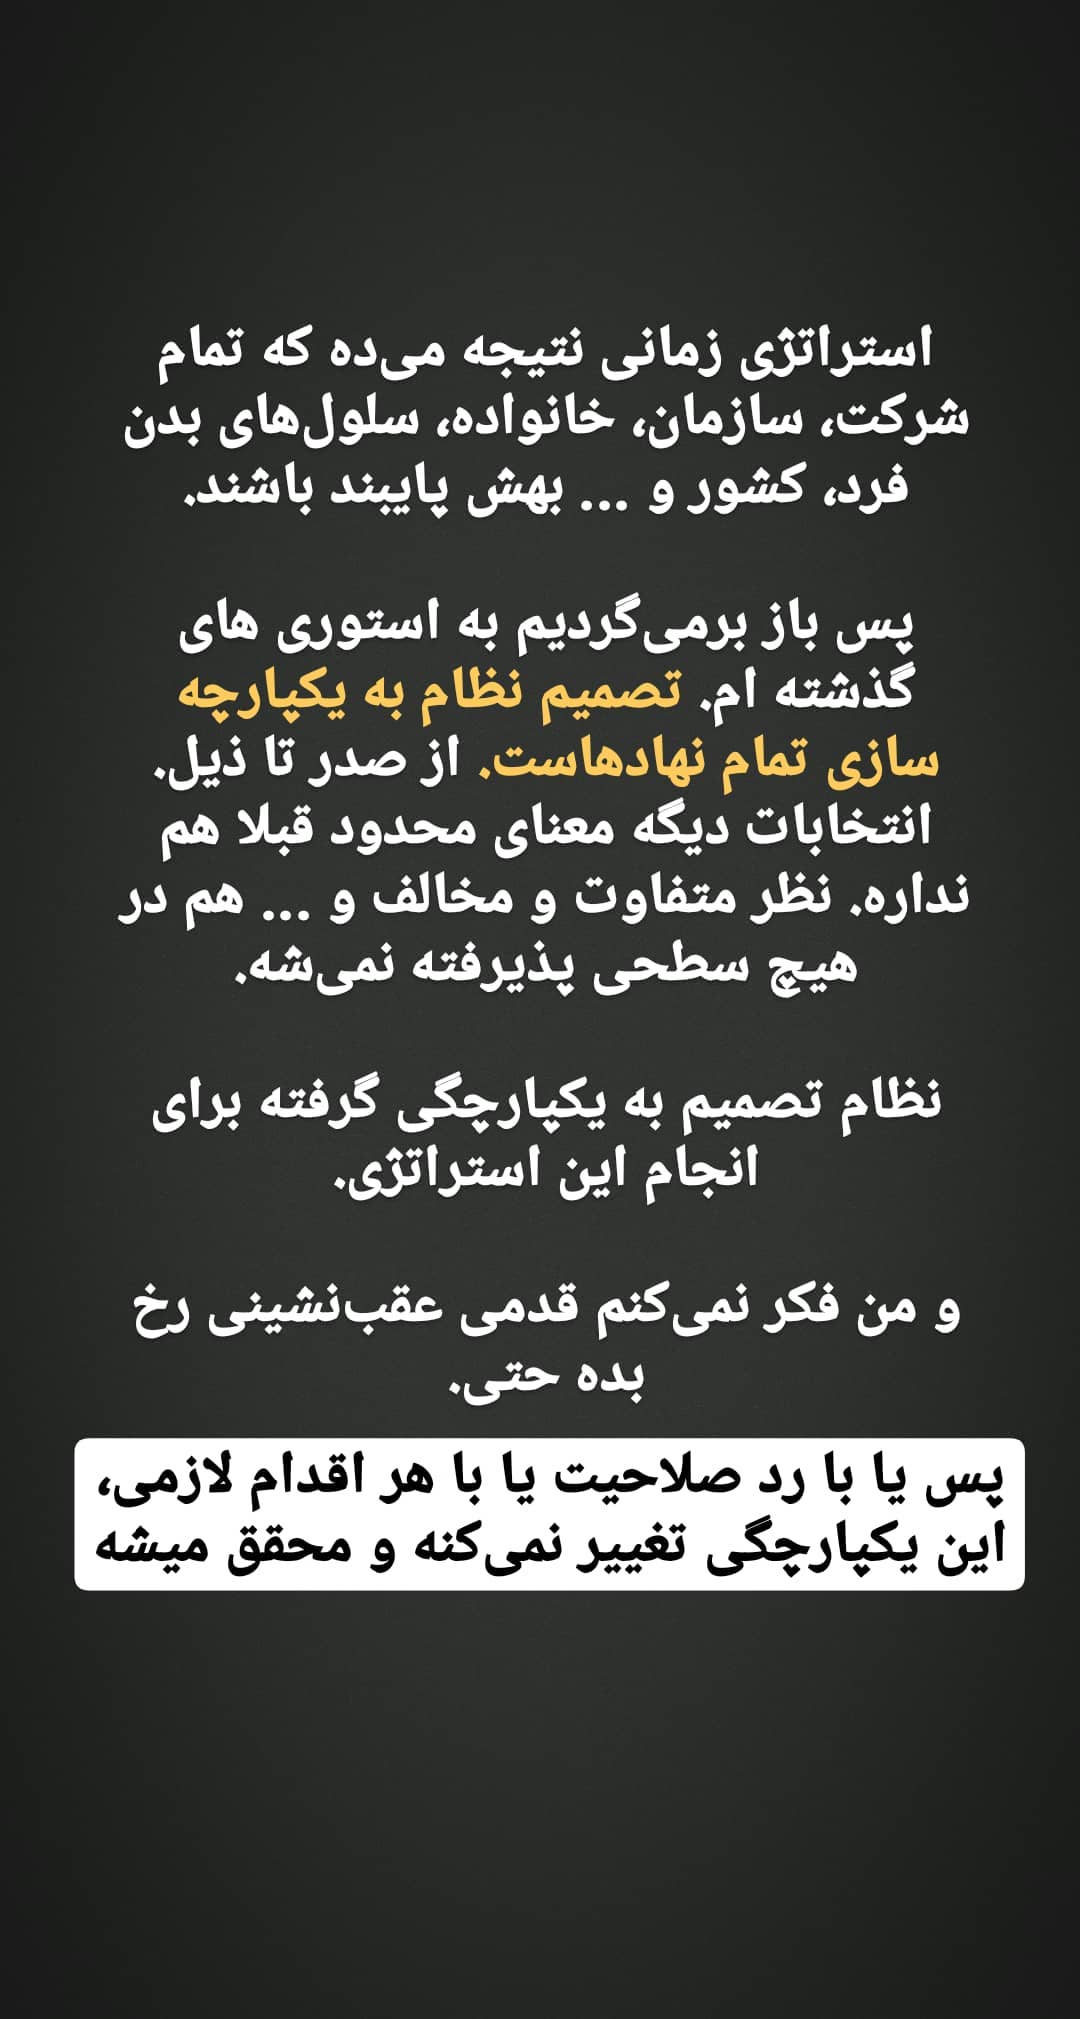 استراتژی زمانی نتیجه می‌ده که تمام
شرکت، سازمان، خانواده، سلول‌های بدن
فرد، کشور و ... بهش پایبند باشند.
پس باز برمی‌گردیم به استوری های
گذشته ام. تصمیم نظام به یکپارچه
سازی تمام نهادهاست. از صدر تا ذیل.
انتخابات دیگه معنای محدود قبلا هم
نداره. نظر متفاوت و مخالف و ... هم در
هیچ سطحی پذیرفته نمی‌شه.
نظام تصمیم به یکپارچگی گرفته برای
انجام این استراتژی.
و من فکر نمی‌کنم قدمی عقب‌نشینی رخ
بده حتی.
پس یا با رد صلاحیت یا با هر اقدام لازمی،
این یکپارچگی تغییر نمی‌کنه و محقق میشه